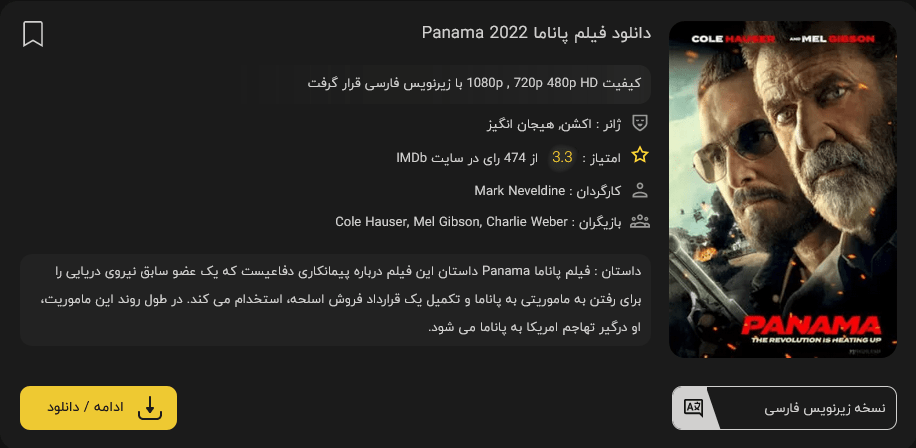 دانلود فیلم پاناما Panama 2022
کیفیت 1080p , 720p 480p HD با زیرنویس فارسی قرار گرفت
ژانر : اکشن, هیجان انگیز
امتیاز : 3.3 از 474 رای در سایت IMDb
کارگردان : Mark Neveldine
بازیگران : Cole Hauser, Mel Gibson, Charlie Weber
داستان : فیلم پاناما Panama داستان این فیلم درباره پیمانکاری دفاعیست که یک عضو سابق نیروی دریایی را
برای رفتن به ماموریتی به پاناما و تکمیل یک قرارداد فروش اسلحه، استخدام می کند. در طول روند این ماموریت،
او درگیر تهاجم امریکا به پاناما می شود.
COLE HAUSER AND MEL GIBSON
PANAMA
THE REVOLUTION IS HEATING UP
نسخه زیرنویس فارسی
ادامه / دانلود